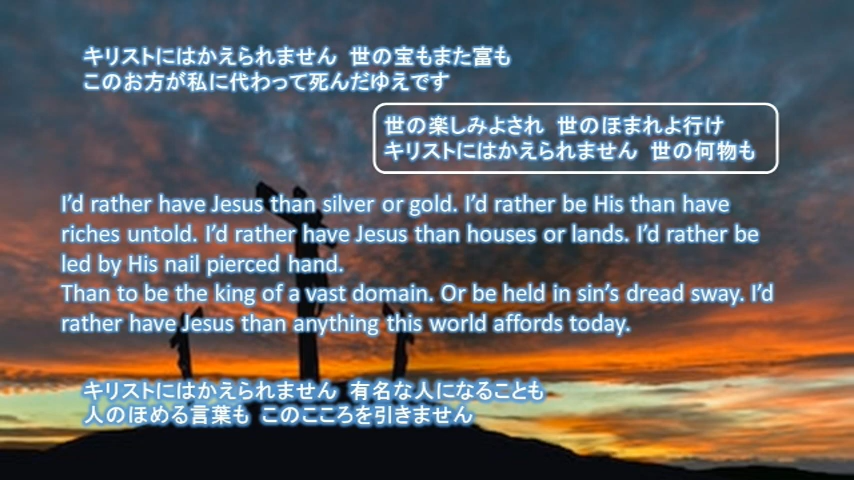 キリストにはかえられません 世の宝もまた富も
このお方が私に代わって死んだゆえです
世の楽しみよされ 世のほまれよ行け
キリストにはかえられません 世の何物も
I'd rather have Jesus than silver or gold. I'd rather be His than have
riches untold. I'd rather have Jesus than houses or lands. I'd rather be
led by His nail pierced hand.
Than to be the king of a vast domain. Or be held in sin's dread sway. I'd
rather have Jesus than anything this world affords today.
キリストにはかえられません 有名な人になることも
人のほめる言葉も このこころを引きません